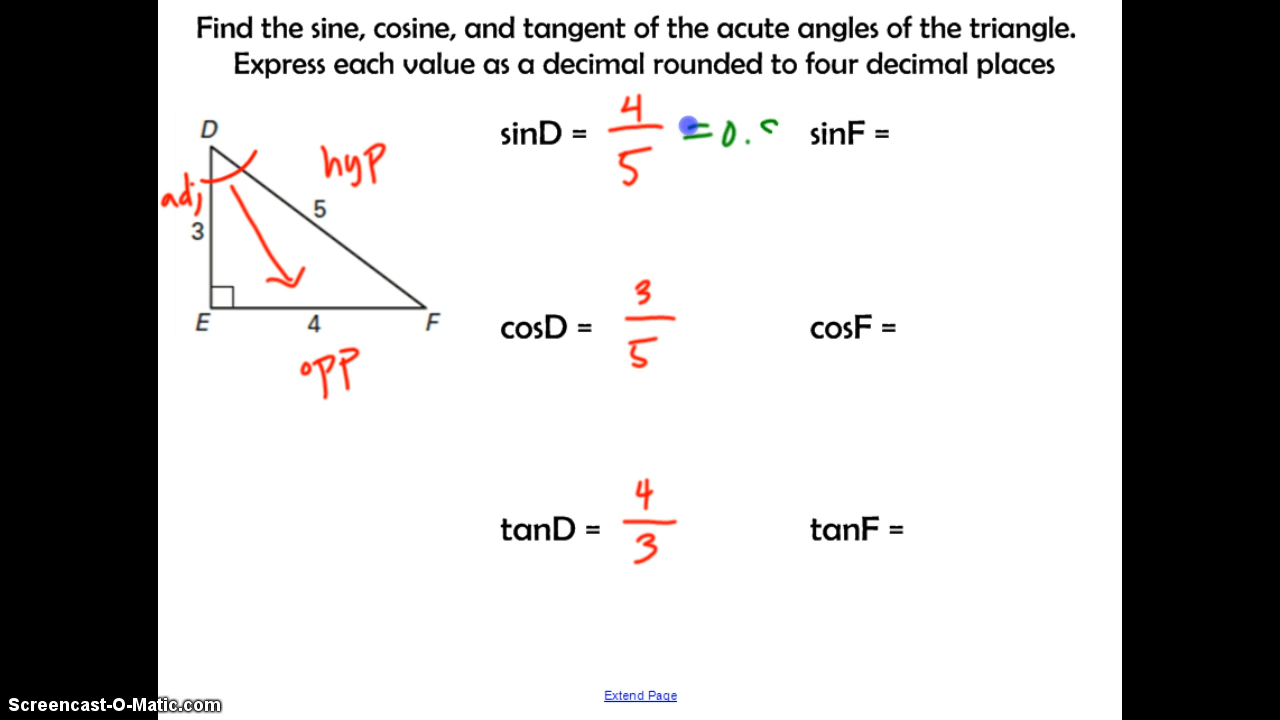 Find the sine, cosine, and tangent of the acute angles of the triangle.
Express each value as a decimal rounded to four decimal places
D
hyp
adj
5
3
E
4
F
opp
sinD = 4/5 = 0.
sinF =
cosD = 3/5
cosF =
tanD = 4/3
tanF =
Extend Page
Screencast-O-Matic.com